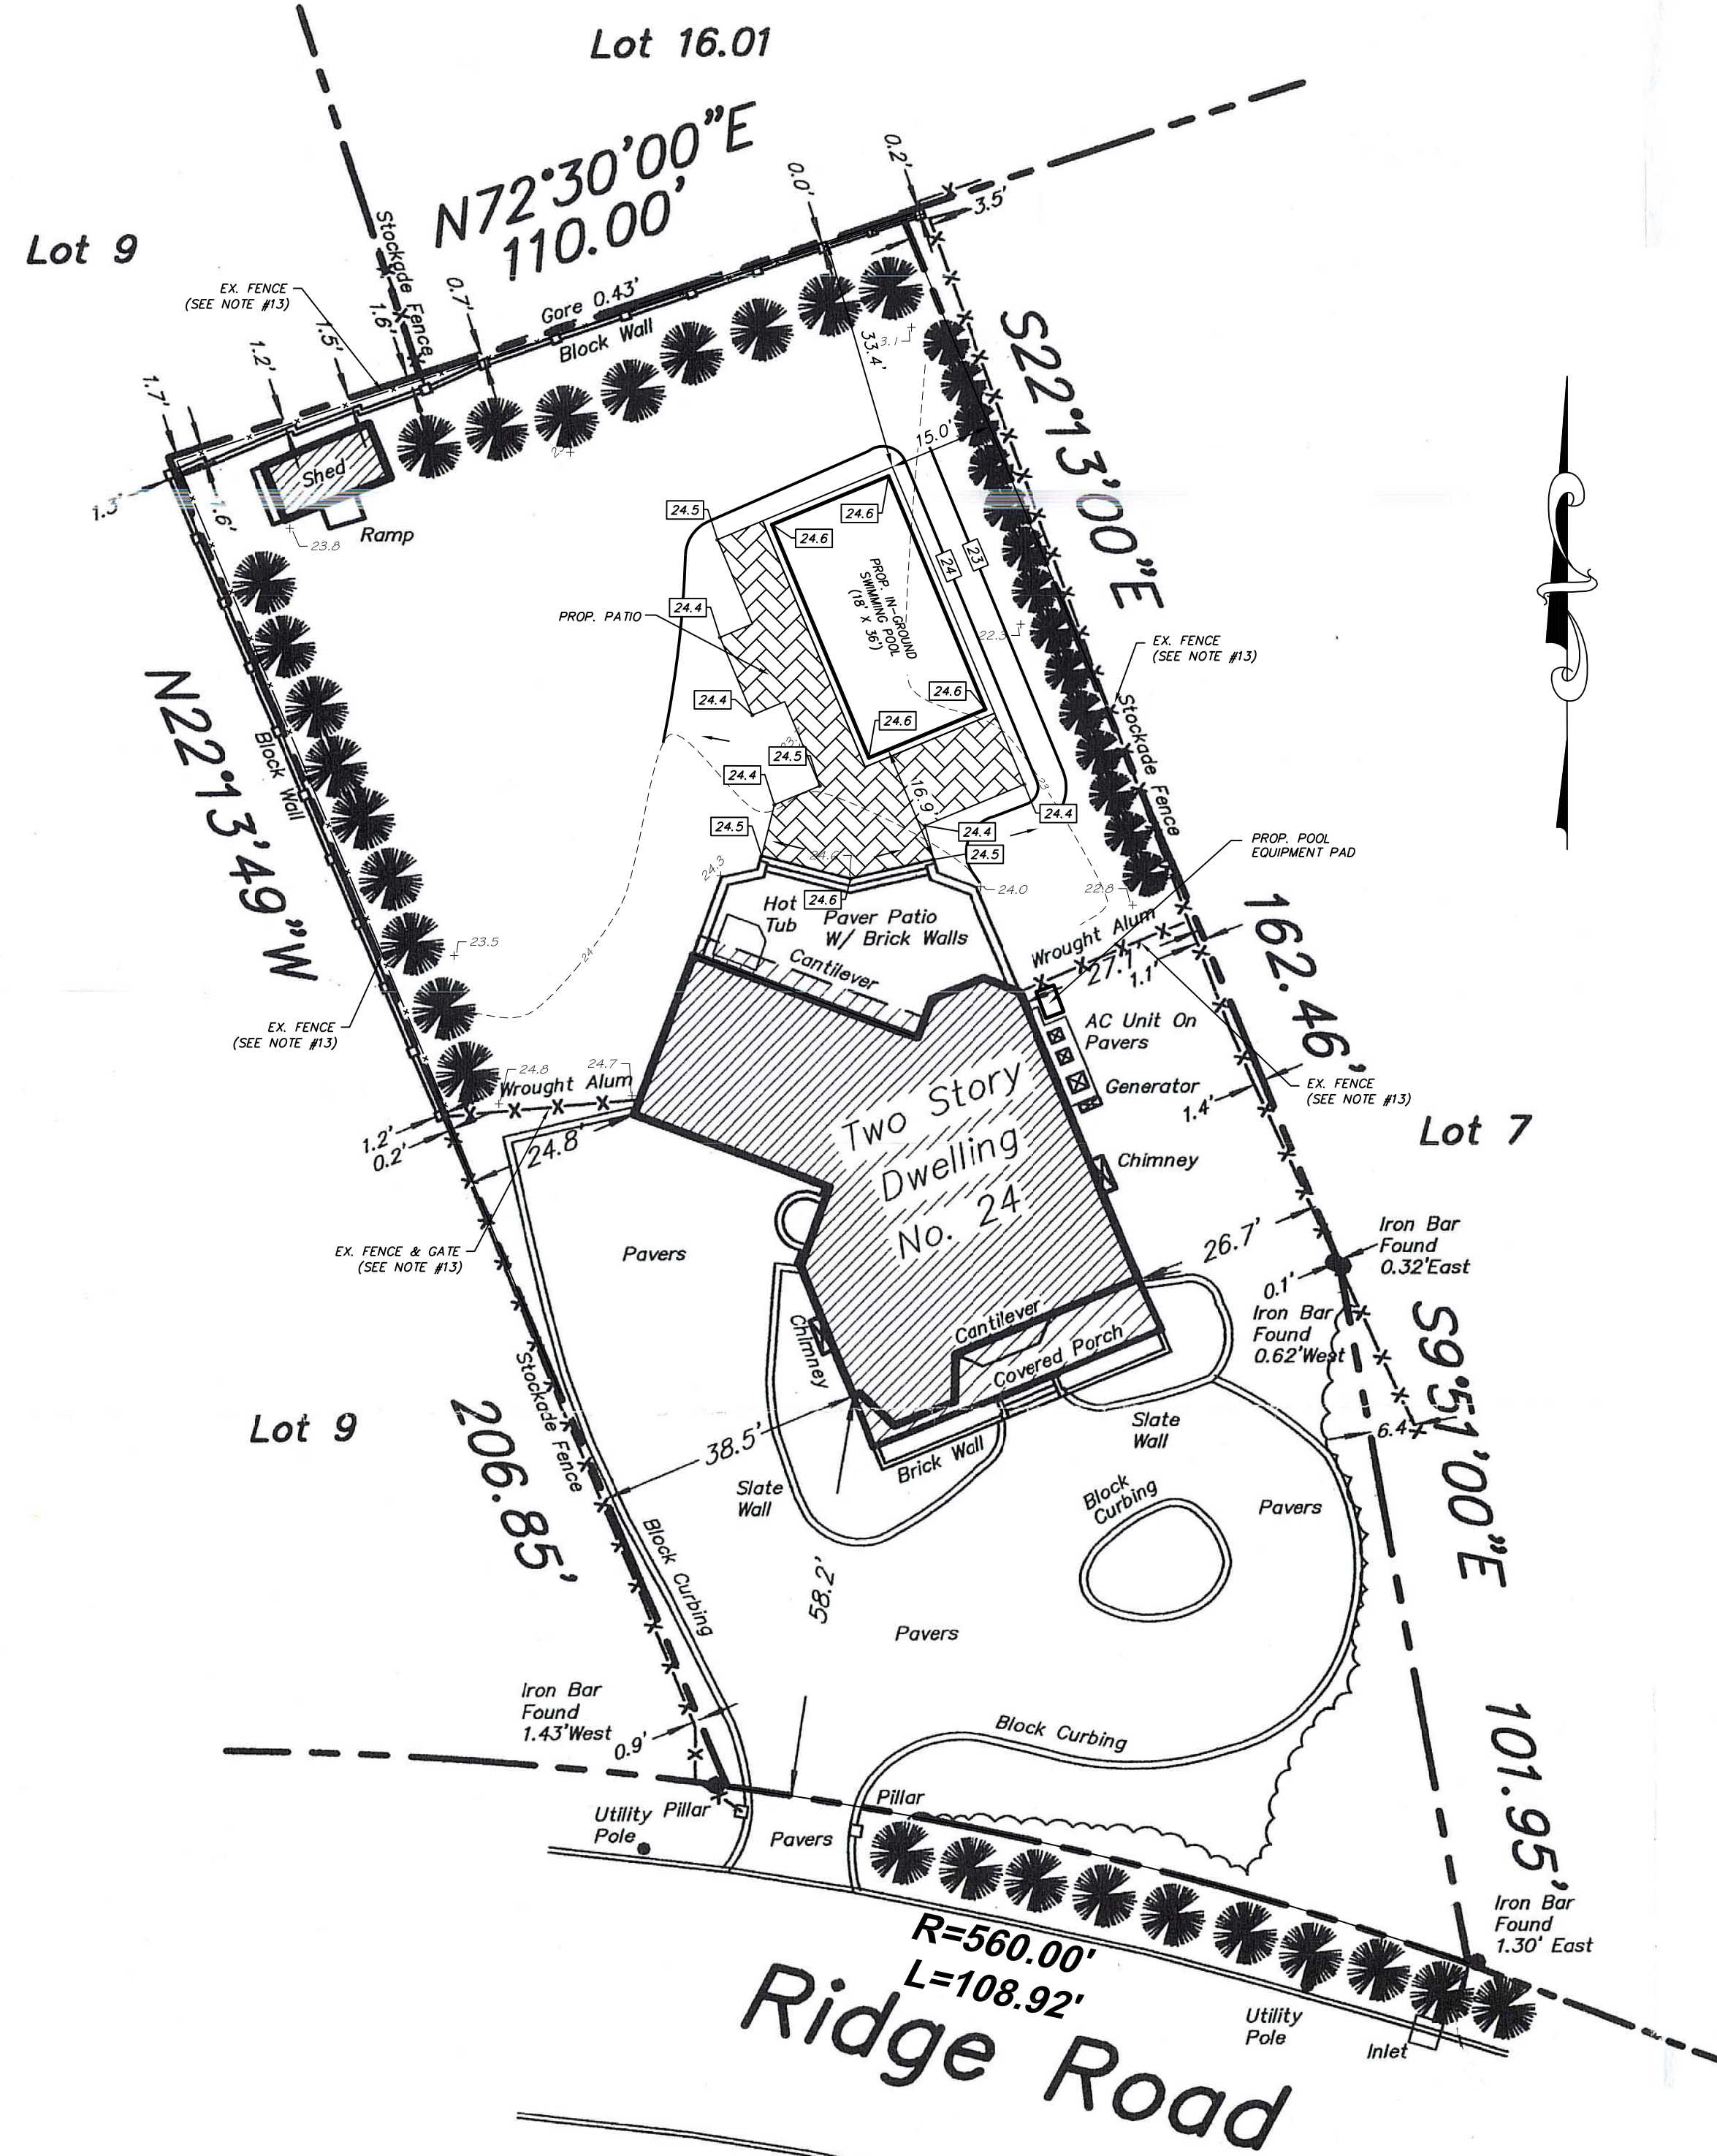 Lot 16.01
N72°30'00"E
110.00'
0.0'
0.2'
3.5'
Lot 9
Stockade Fence
EX. FENCE
(SEE NOTE #13)
1.6'
0.7'
Gore 0.43'
Block Wall
1.5'
1.2'
1.7'
1.3'
1.6'
Shed
Ramp
23.8
33.4'
3.1
15.0'
S22°13'00"E
162.46'
24.5
24.6
24.6
24
23
PROP. IN-GROUND
SWIMMING POOL
(18' X 36')
PROP. PATIO
24.4
22.3
EX. FENCE
(SEE NOTE #13)
24.4
24.6
24.6
Stockade Fence
N22°13'49"W
206.85'
Block Wall
24.5
24.4
16.9'
23
24.4
24.5
24.4
24.5
24.3
24.6
24.0
22.8
PROP. POOL
EQUIPMENT PAD
Hot
Tub
24.6
Paver Patio
W/ Brick Walls
Cantilever
Wrought Alum
27.1'
1.1'
23.5
24
EX. FENCE
(SEE NOTE #13)
AC Unit On
Pavers
Generator
EX. FENCE
(SEE NOTE #13)
1.4'
Lot 7
24.8
24.7
Wrought Alum
1.2'
0.2'
24.8'
Two Story
Dwelling
No. 24
Chimney
EX. FENCE & GATE
(SEE NOTE #13)
Pavers
26.7'
Iron Bar
Found
0.32'East
0.1'
Iron Bar
Found
0.62'West
S9°51'00"E
101.95'
6.4
Chimney
Cantilever
Covered Porch
Stockade Fence
Lot 9
38.5'
Slate
Wall
Brick Wall
Slate
Wall
Block
Curbing
Pavers
Block Curbing
58.2'
Pavers
Iron Bar
Found
1.43'West
0.9'
Block Curbing
Utility
Pole
Pillar
Pavers
Pillar
R=560.00'
L=108.92'
Iron Bar
Found
1.30' East
Utility
Pole
Inlet
Ridge Road